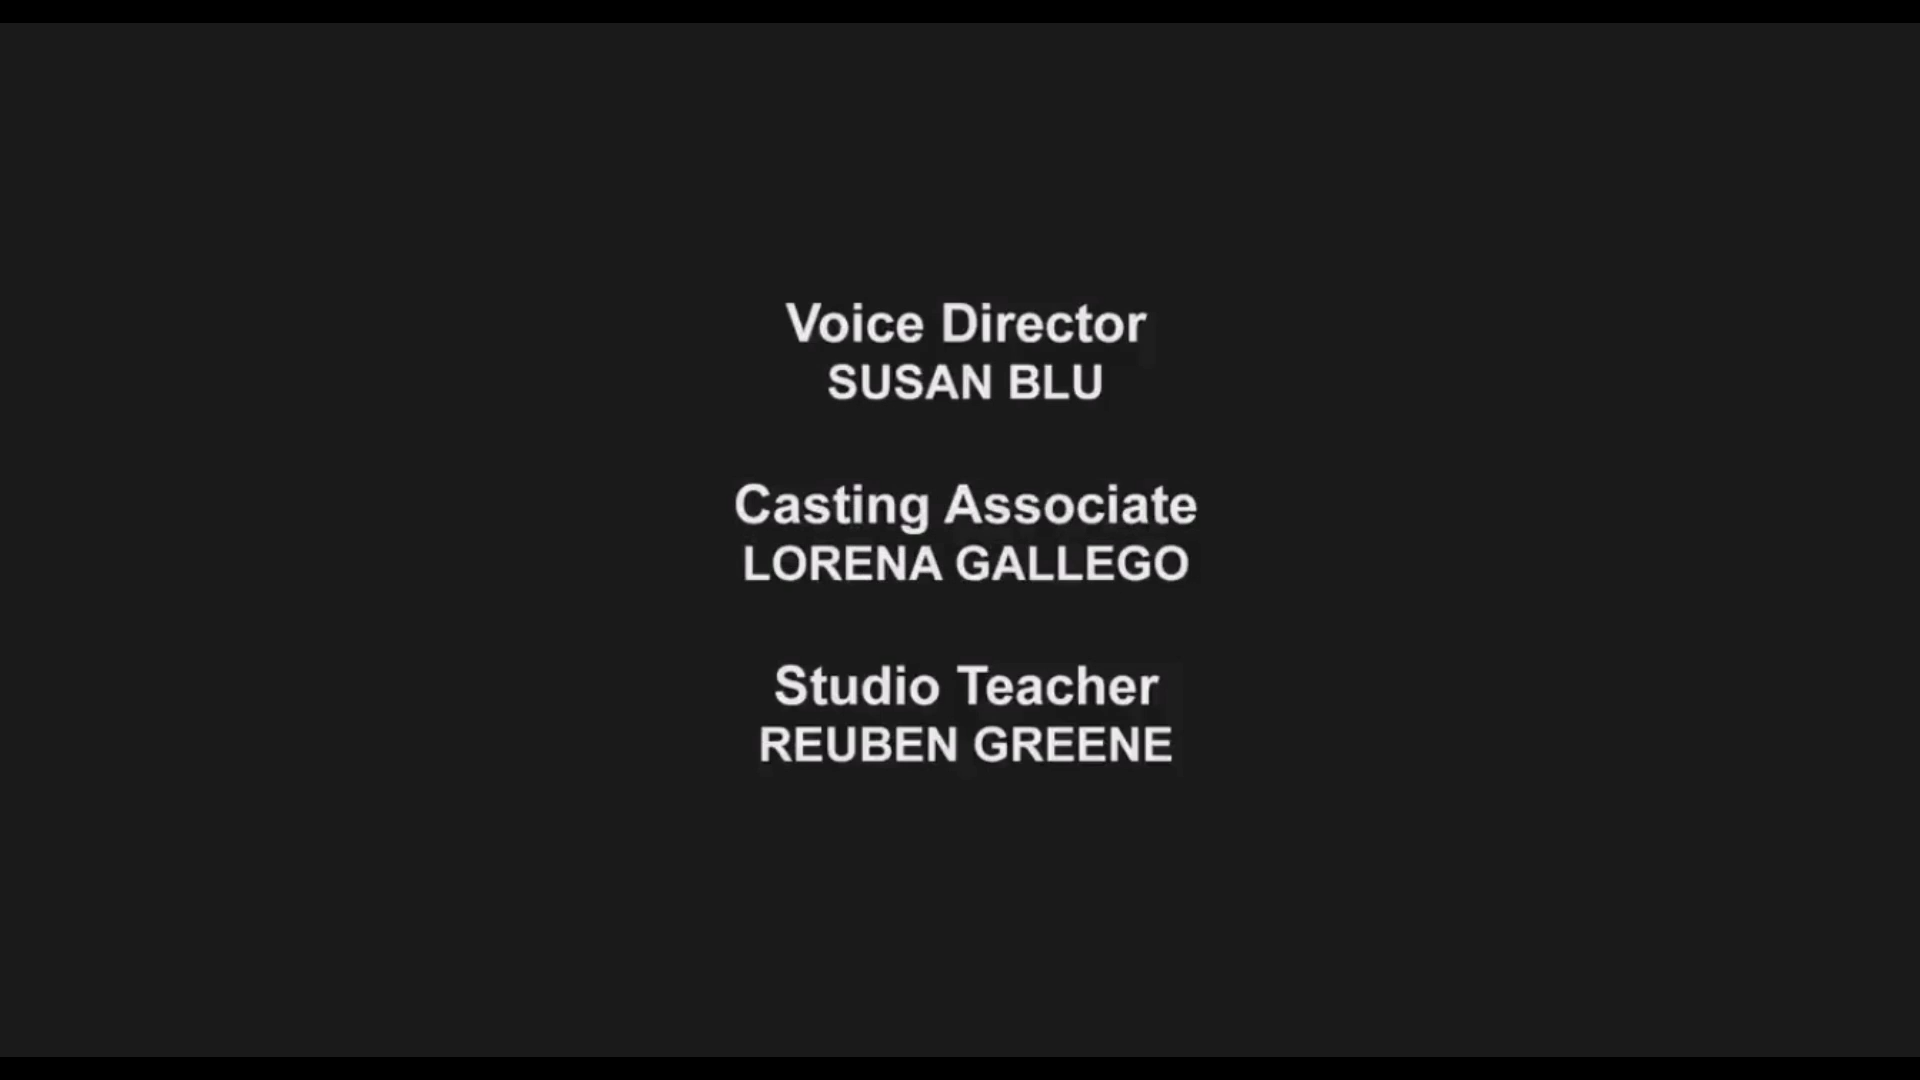 Voice Director
SUSAN BLU
Casting Associate
LORENA GALLEGO
Studio Teacher
REUBEN GREENE